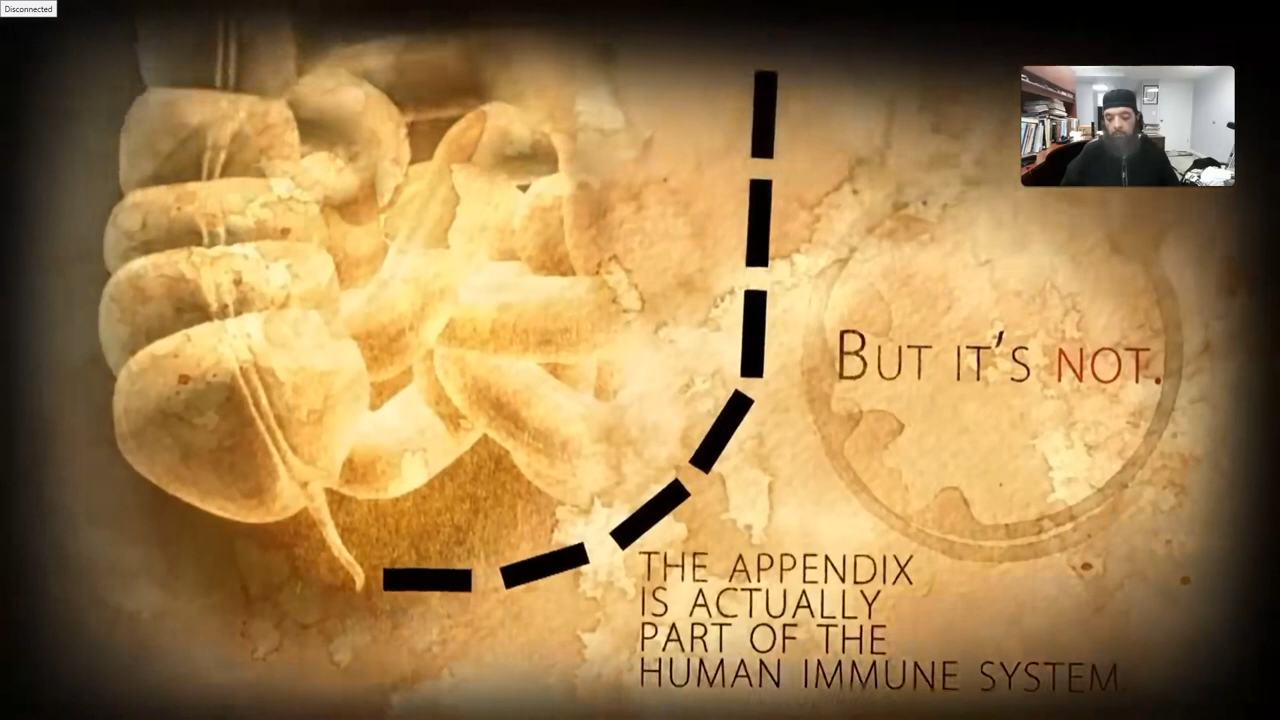 Disconnected
BUT IT'S NOT.
THE APPENDIX
IS ACTUALLY
PART OF THE
HUMAN IMMUNE SYSTEM.